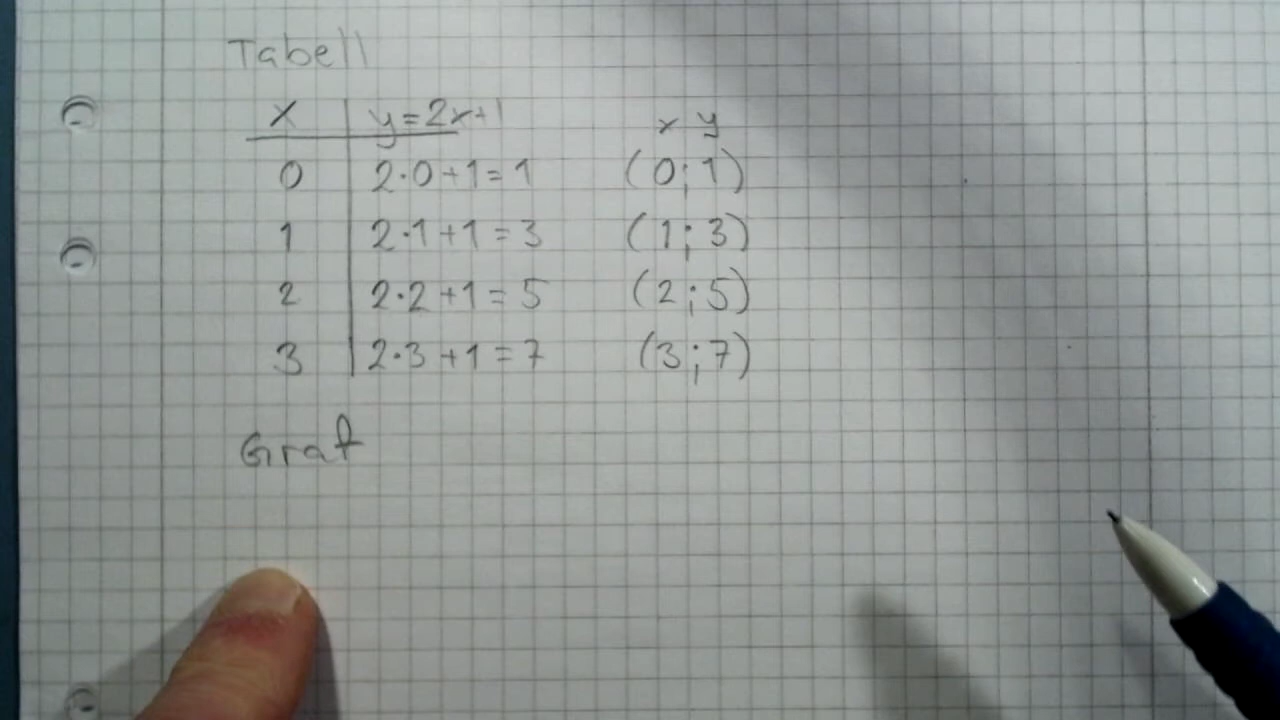 Tabell
x y=2x+1 x y
0 2·0+1=1 (0;1)
1 2·1+1=3 (1;3)
2 2·2+1=5 (2;5)
3 2·3+1=7 (3;7)
Graf